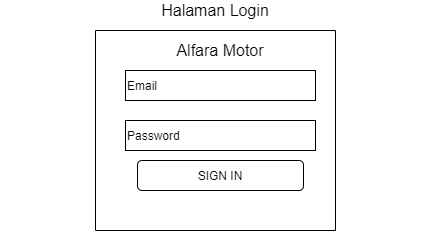 Halaman Login
Alfara Motor
Email
Password
SIGN IN